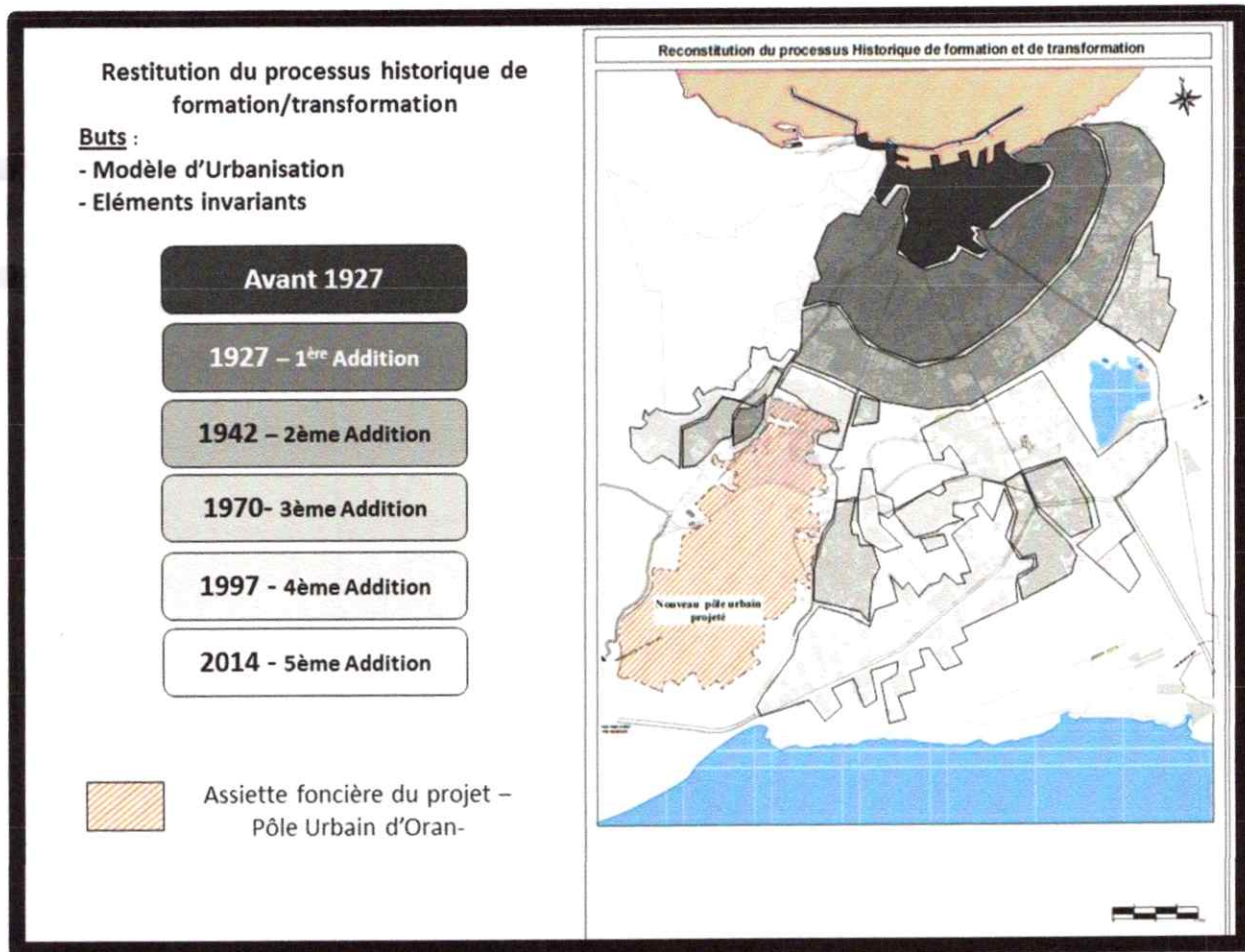 Restitution du processus historique de
formation/transformation
Buts :
- Modèle d'Urbanisation
- Eléments invariants
Avant 1927
1927 – 1ère Addition
1942 – 2ème Addition
1970- 3ème Addition
1997 - 4ème Addition
2014 - 5ème Addition
Assiette foncière du projet –
Pôle Urbain d'Oran-
Reconstitution du processus Historique de formation et de transformation
Nouveau pôle urbain
projeté